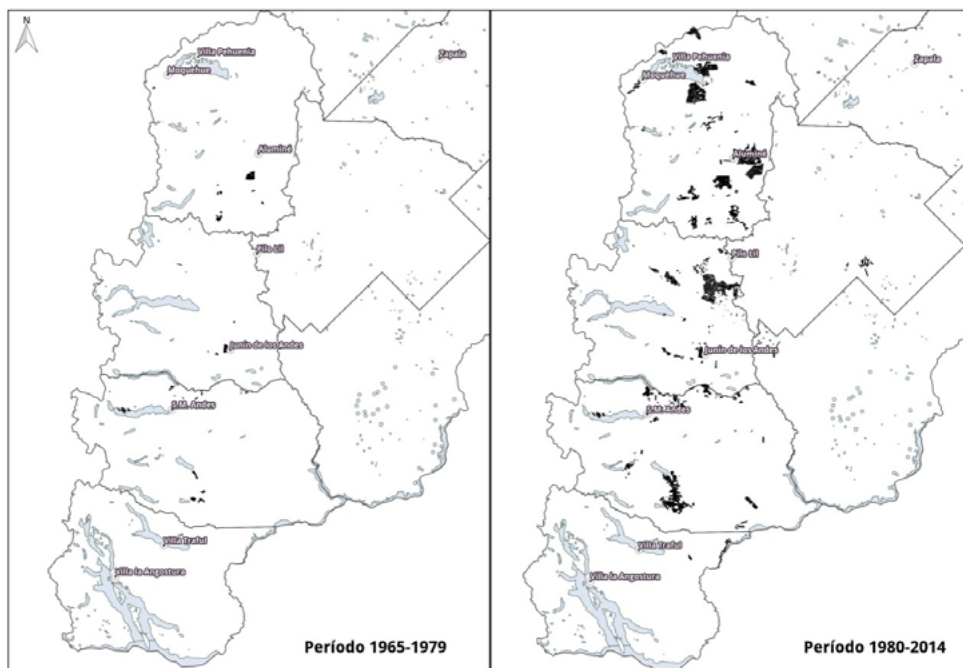 N
Villa Pehuenia
Moquehue
Zapala
Aluminé
Pilo Lil
Junín de los Andes
S.M. Andes
Villa Traful
Villa la Angostura
Período 1965-1979
Villa Pehuenia
Moquehue
Zapala
Aluminé
Pilo Lil
Junín de los Andes
S.M. Andes
Villa Traful
Villa la Angostura
Período 1980-2014